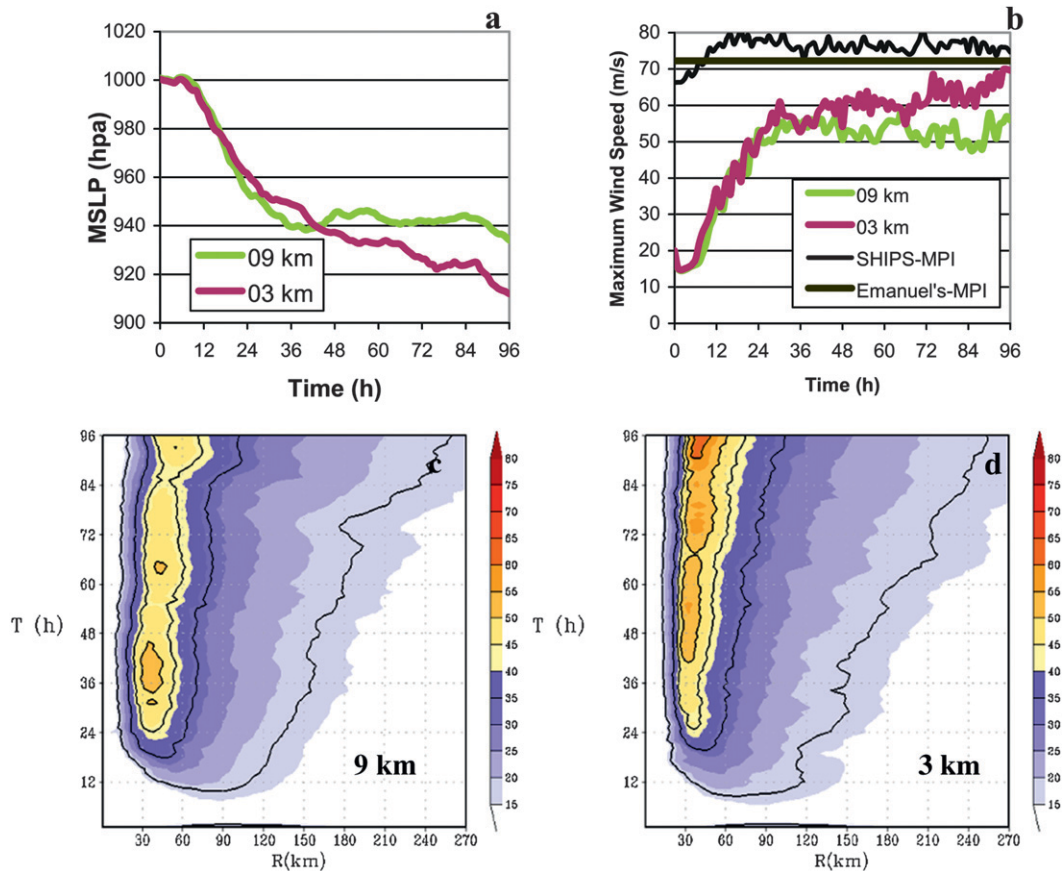 a
1020
1000
980
960
940
920
900
MSLP (hpa)
09 km
03 km
0 12 24 36 48 60 72 84 96
Time (h)
b
80
70
60
50
40
30
20
10
0
Maximum Wind Speed (m/s)
09 km
03 km
SHIPS-MPI
Emanuel's-MPI
0 12 24 36 48 60 72 84 96
Time (h)
c
96
84
72
60
48
36
24
12
T (h)
9 km
30 60 90 120 150 180 210 240 270
R(km)
80
75
70
65
60
55
50
45
40
35
30
25
20
15
d
96
84
72
60
48
36
24
12
T (h)
3 km
30 60 90 120 150 180 210 240 270
R(km)
80
75
70
65
60
55
50
45
40
35
30
25
20
15